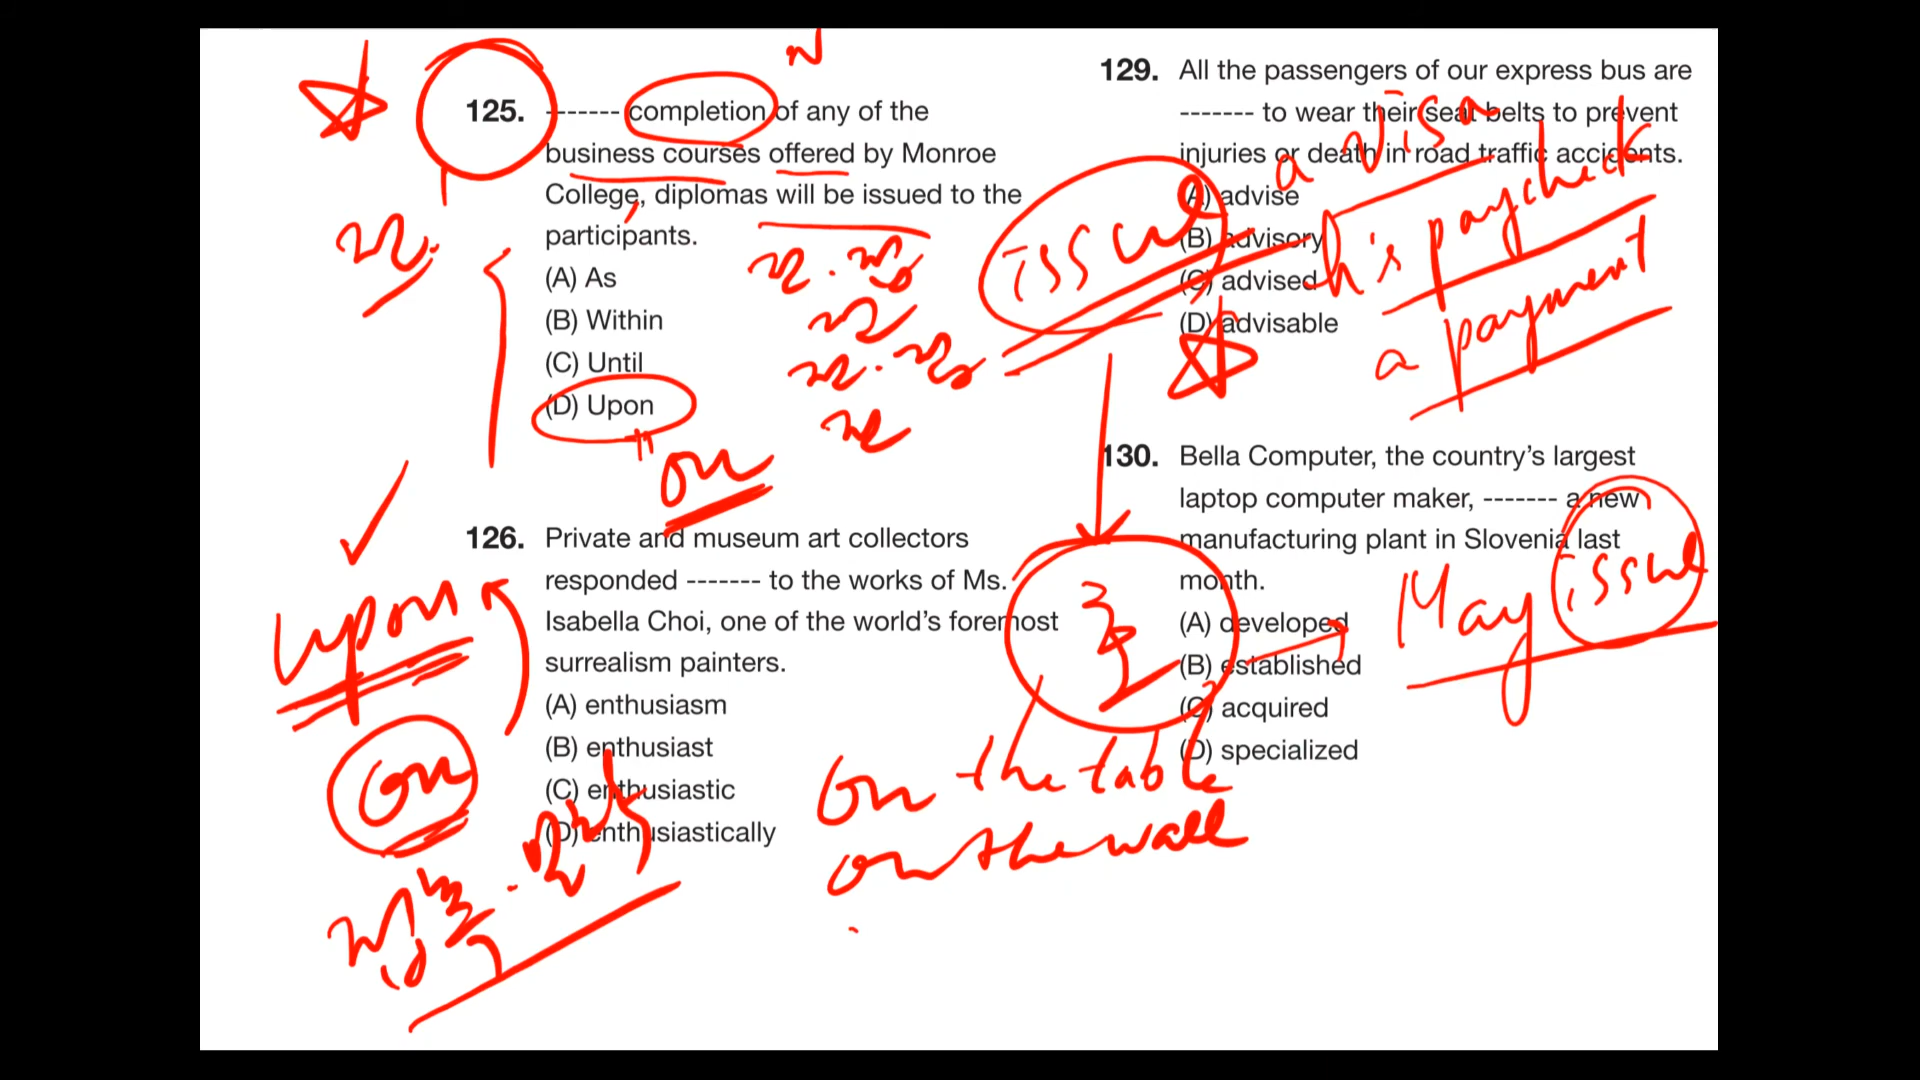 125. ------- completion of any of the
business courses offered by Monroe
College, diplomas will be issued to the
participants.
(A) As
(B) Within
(C) Until
(D) Upon
126. Private and museum art collectors
responded ------- to the works of Ms.
Isabella Choi, one of the world's foremost
surrealism painters.
(A) enthusiasm
(B) enthusiast
(C) enthusiastic
(D) enthusiastically
129. All the passengers of our express bus are
------- to wear their seat belts to prevent
injuries or death in road traffic accidents.
(A) advise
(B) advisory
(C) advised
(D) advisable
130. Bella Computer, the country's largest
laptop computer maker, ------- a new
manufacturing plant in Slovenia last
month.
(A) developed
(B) established
(C) acquired
(D) specialized
N
on
upon
on
issue
a visa
his paycheck
a payment
May issue
on the table
on the wall